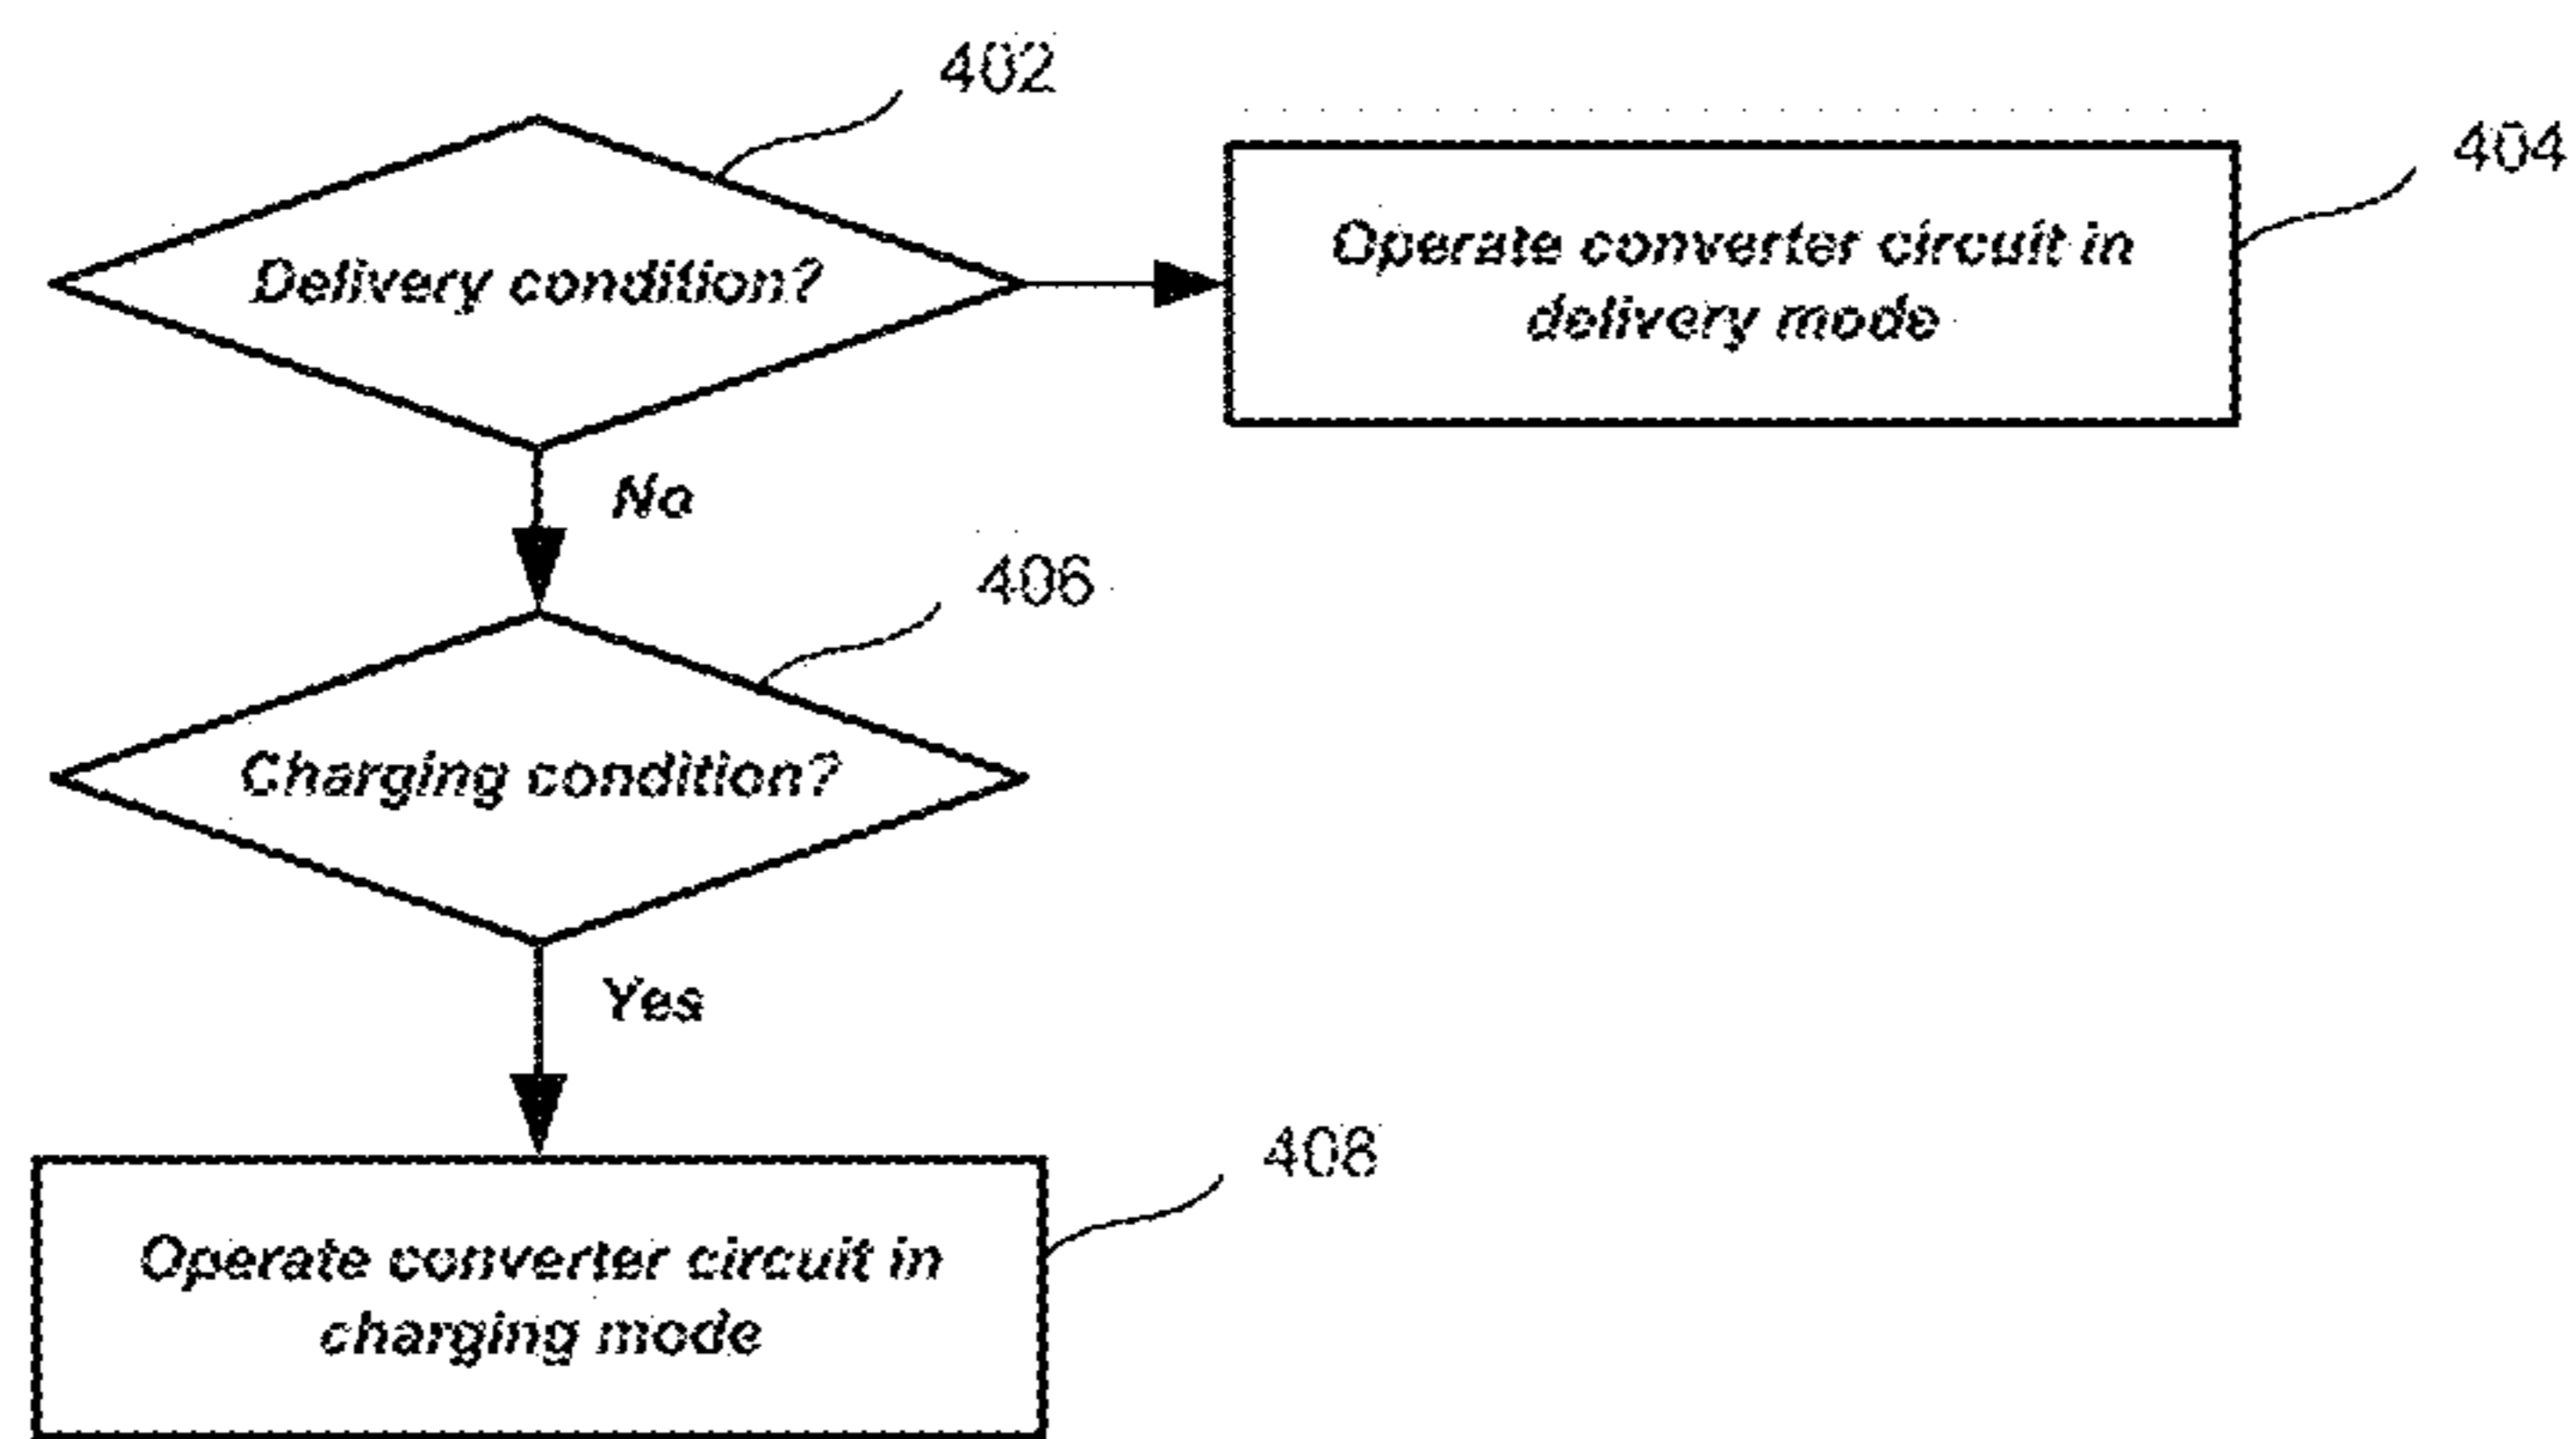 402
404
Delivery condition?
Operate converter circuit in
delivery mode
No
406
Charging condition?
Yes
408
Operate converter circuit in
charging mode